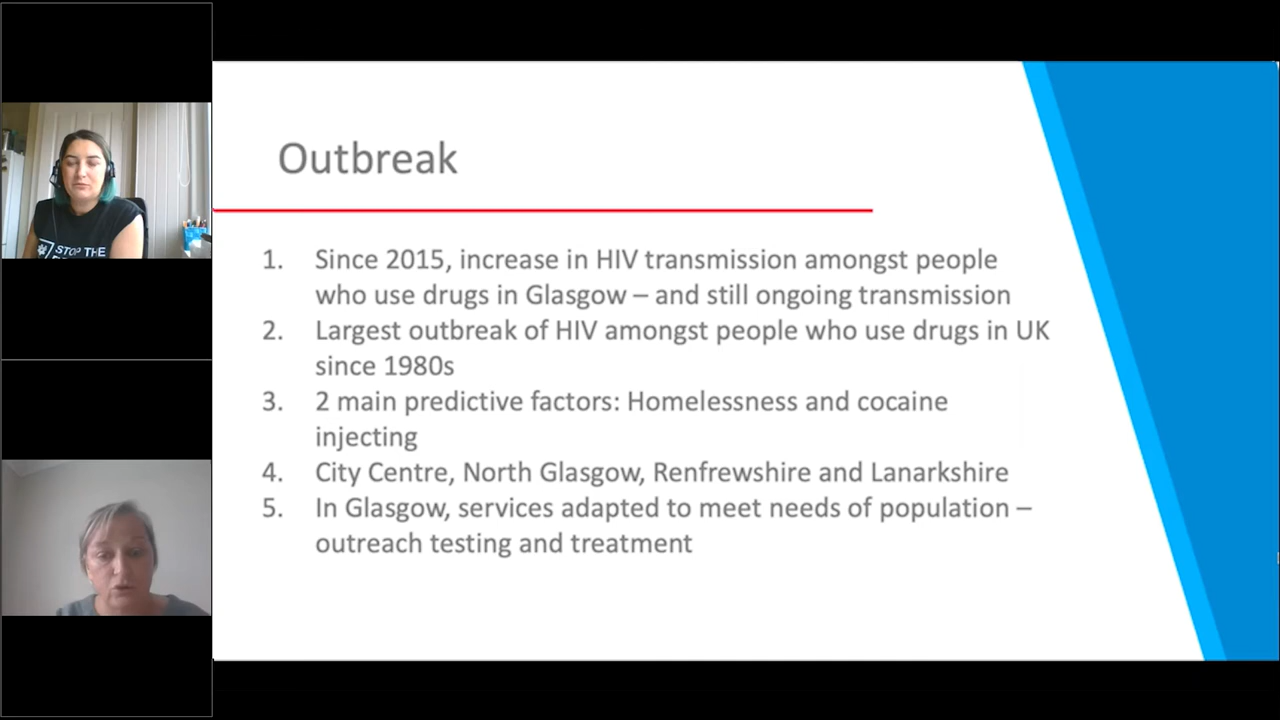 # STOP THE
Outbreak
1. Since 2015, increase in HIV transmission amongst people
who use drugs in Glasgow – and still ongoing transmission
2. Largest outbreak of HIV amongst people who use drugs in UK
since 1980s
3. 2 main predictive factors: Homelessness and cocaine
injecting
4. City Centre, North Glasgow, Renfrewshire and Lanarkshire
5. In Glasgow, services adapted to meet needs of population –
outreach testing and treatment